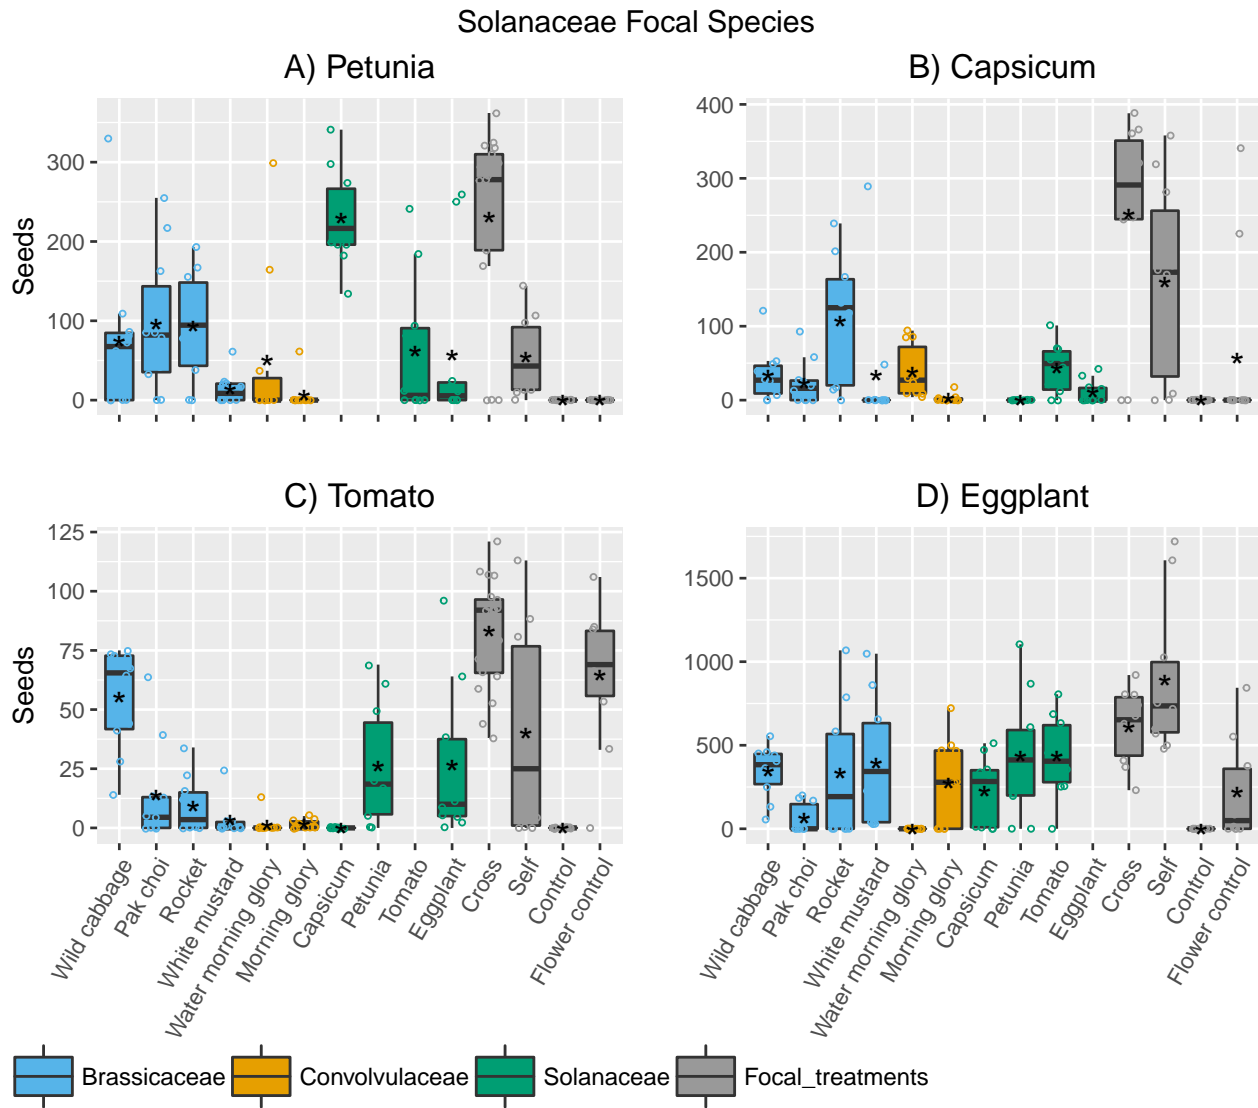 Solanaceae Focal Species
A) Petunia
B) Capsicum
Seeds
300
200
100
0
400
300
200
100
0
C) Tomato
D) Eggplant
Seeds
125
100
75
50
25
0
1500
1000
500
0
Wild cabbage
Pak choi
Rocket
White mustard
Water morning glory
Morning glory
Capsicum
Petunia
Tomato
Eggplant
Cross
Self
Control
Flower control
Wild cabbage
Pak choi
Rocket
White mustard
Water morning glory
Morning glory
Capsicum
Petunia
Tomato
Eggplant
Cross
Self
Control
Flower control
Brassicaceae Convolvulaceae Solanaceae Focal_treatments